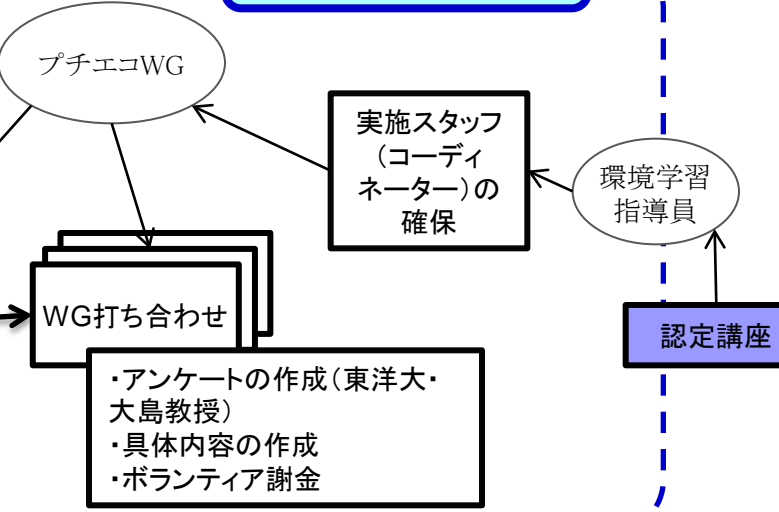 プチエコWG
実施スタッフ
（コーディ
ネーター）の
確保
環境学習
指導員
WG打ち合わせ
認定講座
・アンケートの作成（東洋大・
大島教授）
・具体内容の作成
・ボランティア謝金